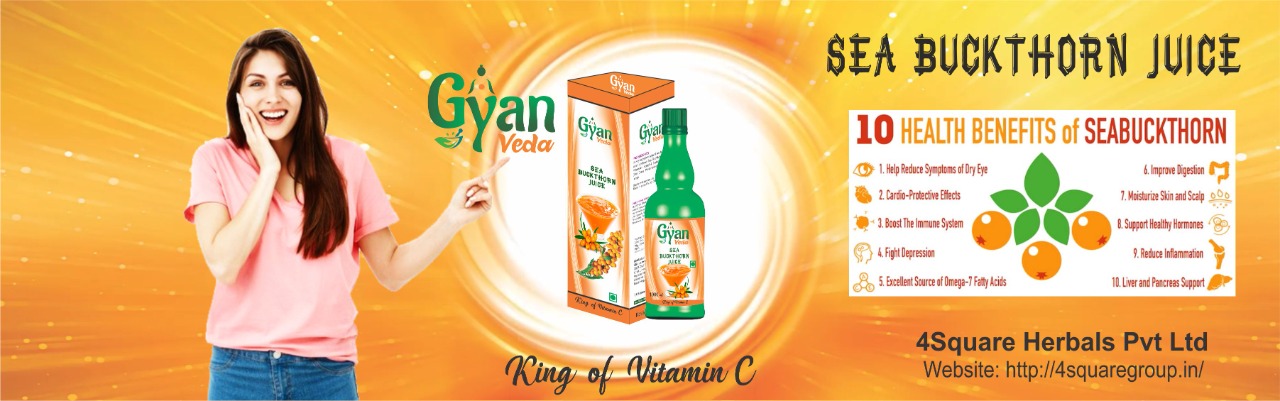 Gyan
Veda
Gyan
Veda
Gyan
Veda
SEA
BUCKTHORN
JUICE
King of Vitamin C
Gyan
Gyan
Veda
SEA
BUCKTHORN
JUICE
King of Vitamin C
SEA BUCKTHORN JUICE
10 HEALTH BENEFITS of SEABUCKTHORN
1. Help Reduce Symptoms of Dry Eye
2. Cardio-Protective Effects
3. Boost The Immune System
4. Fight Depression
5. Excellent Source of Omega-7 Fatty Acids
6. Improve Digestion
7. Moisturize Skin and Scalp
8. Support Healthy Hormones
9. Reduce Inflammation
10. Liver and Pancreas Support
4Square Herbals Pvt Ltd
Website: http://4squaregroup.in/